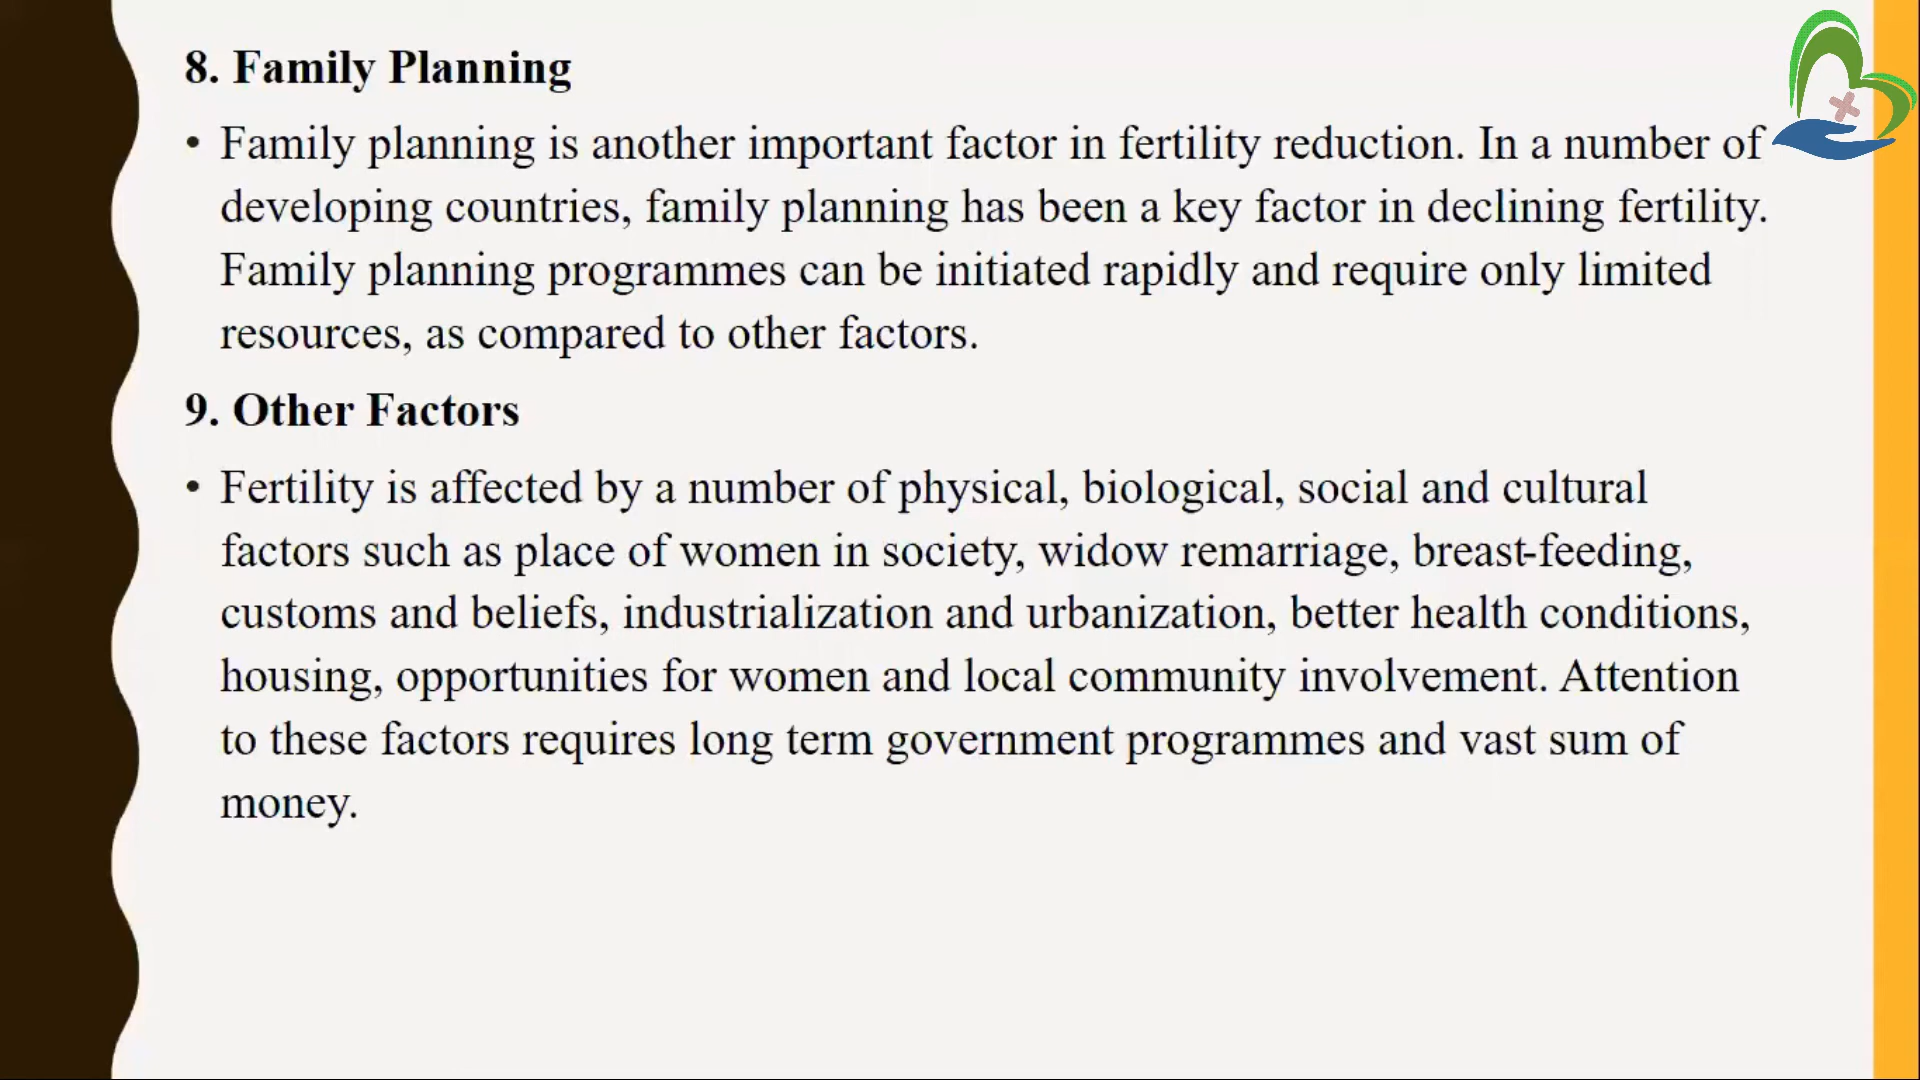 8. Family Planning
• Family planning is another important factor in fertility reduction. In a number of
developing countries, family planning has been a key factor in declining fertility.
Family planning programmes can be initiated rapidly and require only limited
resources, as compared to other factors.
9. Other Factors
• Fertility is affected by a number of physical, biological, social and cultural
factors such as place of women in society, widow remarriage, breast-feeding,
customs and beliefs, industrialization and urbanization, better health conditions,
housing, opportunities for women and local community involvement. Attention
to these factors requires long term government programmes and vast sum of
money.